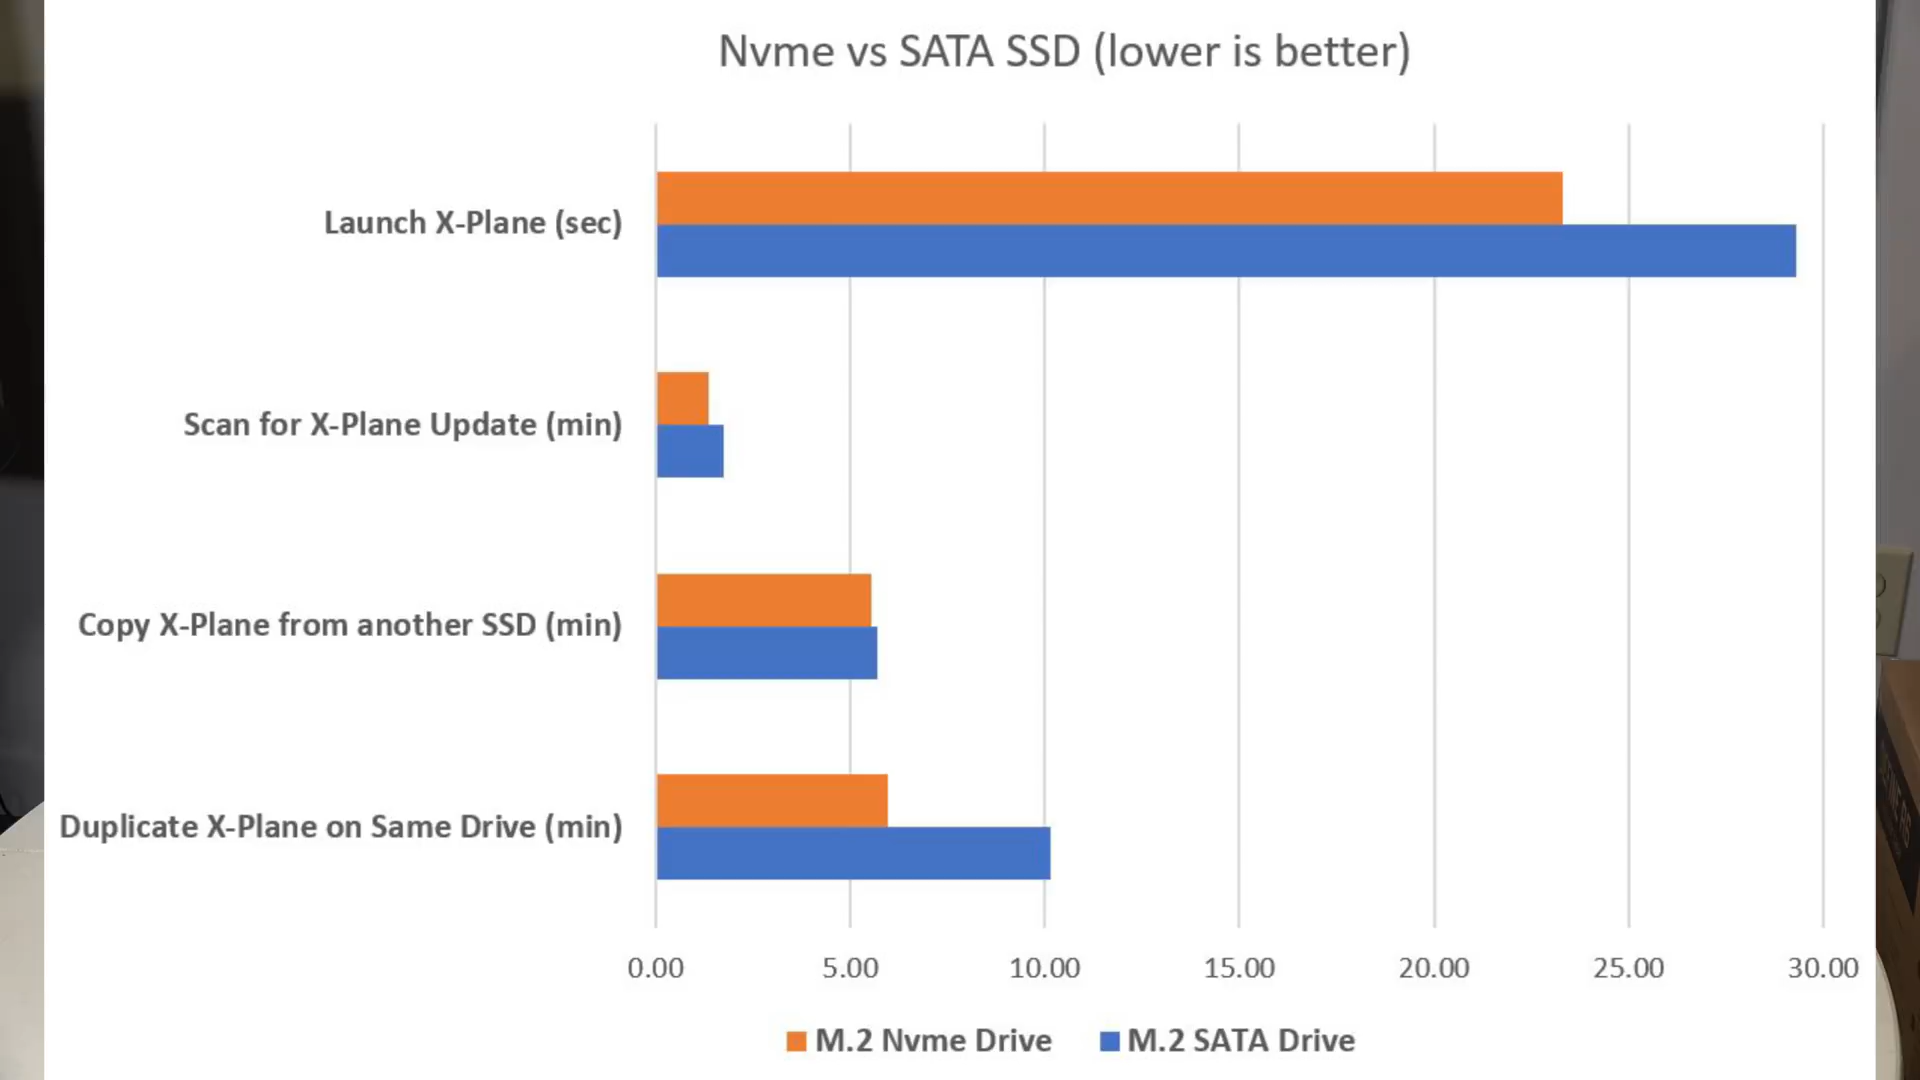 Nvme vs SATA SSD (lower is better)
Launch X-Plane (sec)
Scan for X-Plane Update (min)
Copy X-Plane from another SSD (min)
Duplicate X-Plane on Same Drive (min)
0.00 5.00 10.00 15.00 20.00 25.00 30.00
M.2 Nvme Drive M.2 SATA Drive